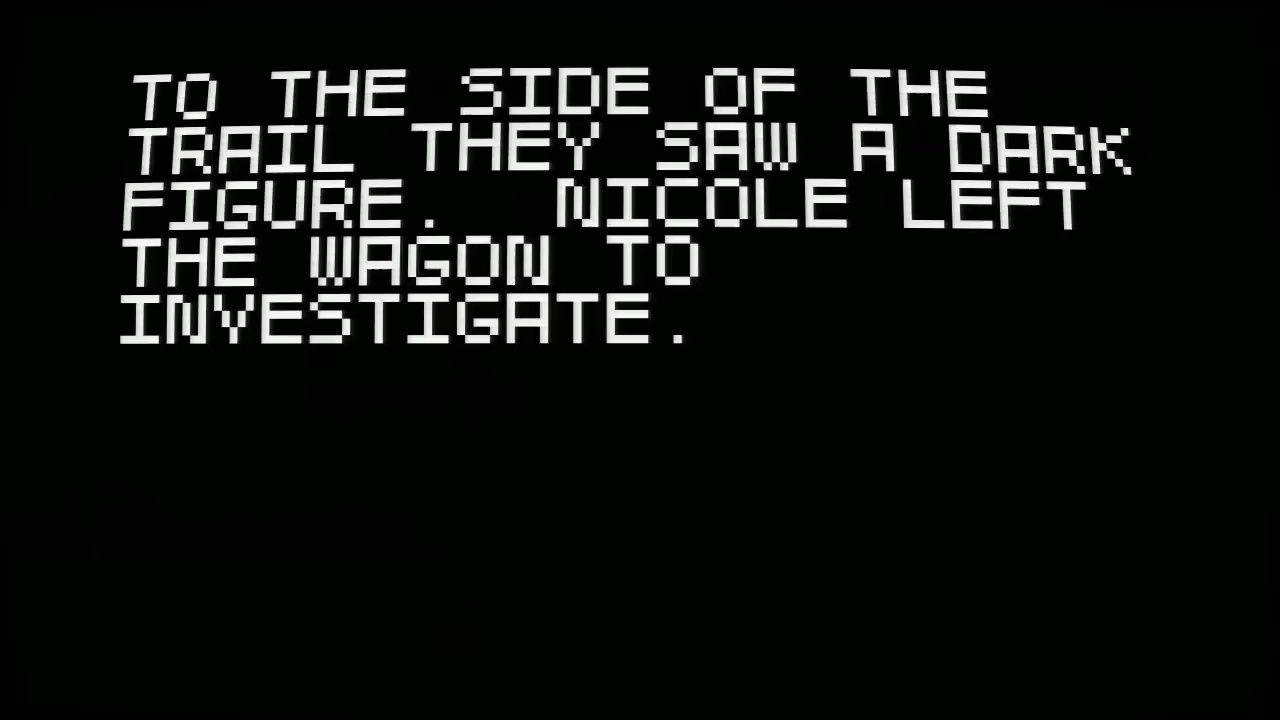 TO THE SIDE OF THE
TRAIL THEY SAW A DARK
FIGURE.  NICOLE LEFT
THE WAGON TO
INVESTIGATE.